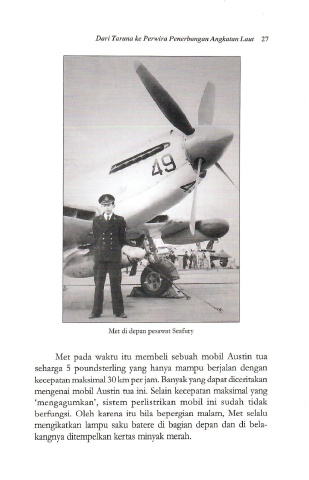 Dari Taruna ke Perwira Penerbangan Angkatan Laut 27
49
Met di depan pesawat Seafury
Met pada waktu itu membeli sebuah mobil Austin tua
seharga 5 poundsterling yang hanya mampu berjalan dengan
kecepatan maksimal 30 km per jam. Banyak yang dapat diceritakan
mengenai mobil Austin tua ini. Selain kecepatan maksimal yang
‘mengagumkan’, sistem perlistrikan mobil ini sudah tidak
berfungsi. Oleh karena itu bila bepergian malam, Met selalu
mengikatkan lampu saku batere di bagian depan dan di bela-
kangnya ditempelkan kertas minyak merah.